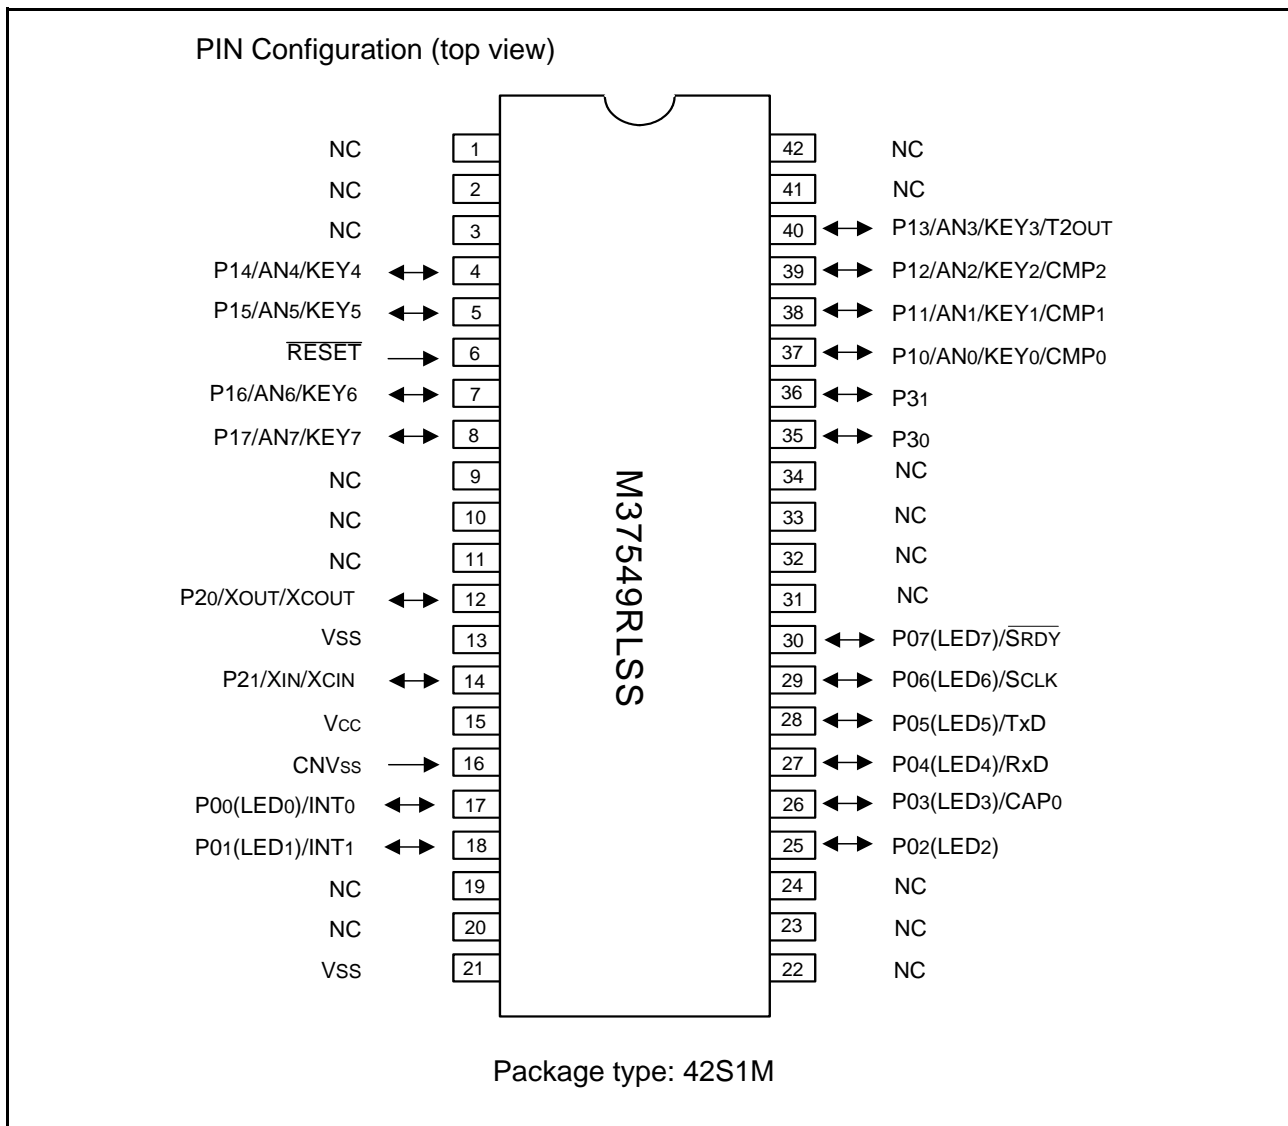 PIN Configuration (top view)
NC 1 42 NC
NC 2 41 NC
NC 3 40 P13/AN3/KEY3/T2OUT
P14/AN4/KEY4 4 39 P12/AN2/KEY2/CMP2
P15/AN5/KEY5 5 38 P11/AN1/KEY1/CMP1
RESET 6 37 P10/AN0/KEY0/CMP0
P16/AN6/KEY6 7 36 P31
P17/AN7/KEY7 8 35 P30
NC 9 34 NC
NC 10 33 NC
NC 11 32 NC
P20/XOUT/XCOUT 12 31 NC
VSS 13 30 P07(LED7)/SRDY
P21/XIN/XCIN 14 29 P06(LED6)/SCLK
VCC 15 28 P05(LED5)/TxD
CNVSS 16 27 P04(LED4)/RxD
P00(LED0)/INT0 17 26 P03(LED3)/CAP0
P01(LED1)/INT1 18 25 P02(LED2)
NC 19 24 NC
NC 20 23 NC
VSS 21 22 NC
M37549RLSS
Package type: 42S1M